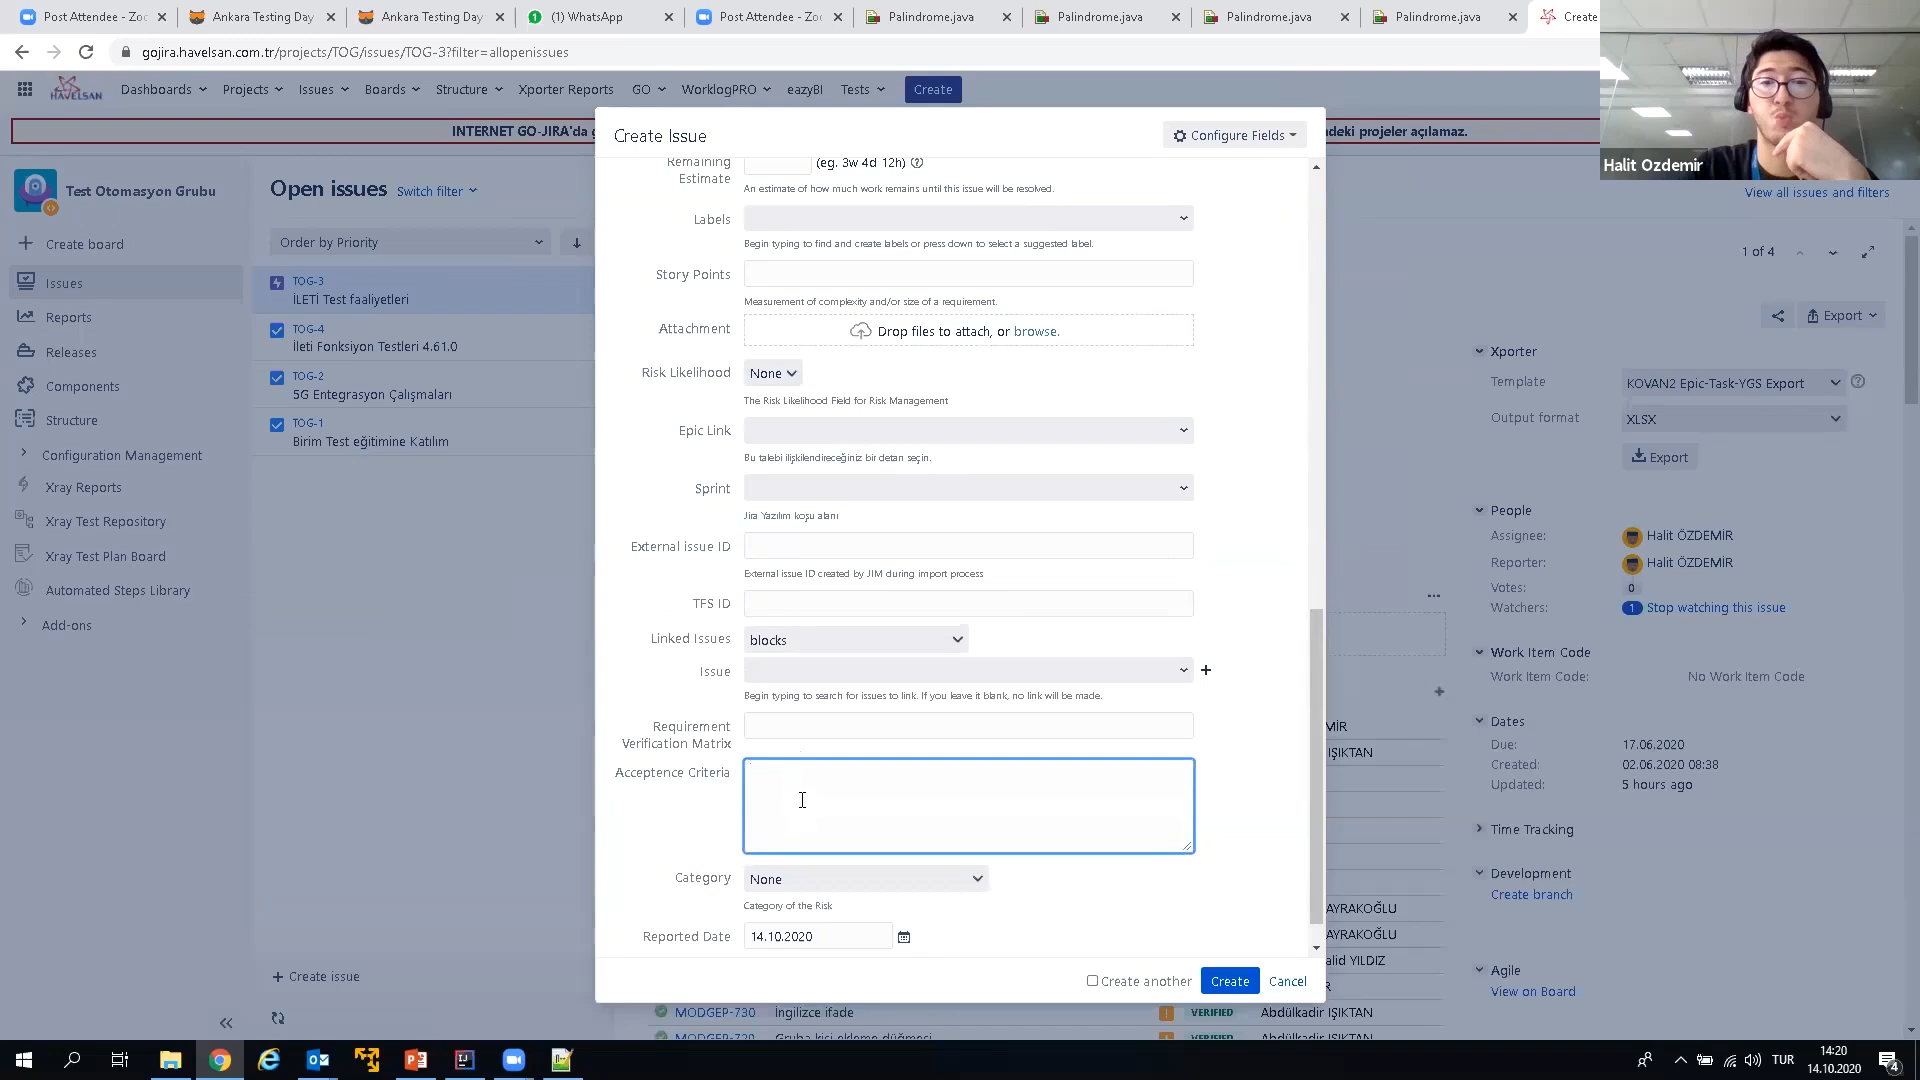 Post Attendee - Zoo
Ankara Testing Day
Ankara Testing Day
(1) WhatsApp
Post Attendee - Zoo
Palindrome.java
Palindrome.java
Palindrome.java
Palindrome.java
Create
gojira.havelsan.com.tr/projects/TOG/issues/TOG-3?filter=allopenissues
HAVELSAN
Dashboards
Projects
Issues
Boards
Structure
Xporter Reports
GO
WorklogPRO
eazyBI
Tests
Create
INTERNET GO-JIRA'da
ndeki projeler açılamaz.
Halit Ozdemir
Test Otomasyon Grubu
Create board
Issues
Reports
Releases
Components
Structure
Configuration Management
Xray Reports
Xray Test Repository
Xray Test Plan Board
Automated Steps Library
Add-ons
Open issues
Switch filter
View all issues and filters
Order by Priority
TOG-3
İLETİ Test faaliyetleri
TOG-4
İleti Fonksiyon Testleri 4.61.0
TOG-2
5G Entegrasyon Çalışmaları
TOG-1
Birim Test eğitimine Katılım
+ Create issue
Create Issue
Configure Fields
Remaining Estimate
(eg. 3w 4d 12h)
An estimate of how much work remains until this issue will be resolved.
Labels
Begin typing to find and create labels or press down to select a suggested label.
Story Points
Measurement of complexity and/or size of a requirement.
Attachment
Drop files to attach, or browse.
Risk Likelihood
None
The Risk Likelihood Field for Risk Management
Epic Link
Bu talebi ilişkilendireceğiniz bir detan seçin.
Sprint
Jira Yazılım koşu alanı
External issue ID
External issue ID created by JIM during import process
TFS ID
Linked Issues
blocks
Issue
Begin typing to search for issues to link. If you leave it blank, no link will be made.
Requirement
Verification Matrix
Acceptence Criteria
Category
None
Category of the Risk
Reported Date
14.10.2020
Create another
Create
Cancel
1 of 4
Export
Xporter
Template
KOVAN2 Epic-Task-YGS Export
Output format
XLSX
Export
People
Assignee:
Halit ÖZDEMİR
Reporter:
Halit ÖZDEMİR
Votes:
0
Watchers:
1 Stop watching this issue
Work Item Code
Work Item Code:
No Work Item Code
Dates
Due:
17.06.2020
Created:
02.06.2020 08:38
Updated:
5 hours ago
Time Tracking
Development
Create branch
Agile
View on Board
MİR
IŞIKTAN
AYRAKOĞLU
AYRAKOĞLU
alid YILDIZ
R
MODGEP-730
İngilizce ifade
VERIFIED
Abdülkadir IŞIKTAN
MODGEP-720
Gruba kişi ekleme düğmesi
VERIFIED
Abdülkadir IŞIKTAN
TUR
14:20
14.10.2020
4